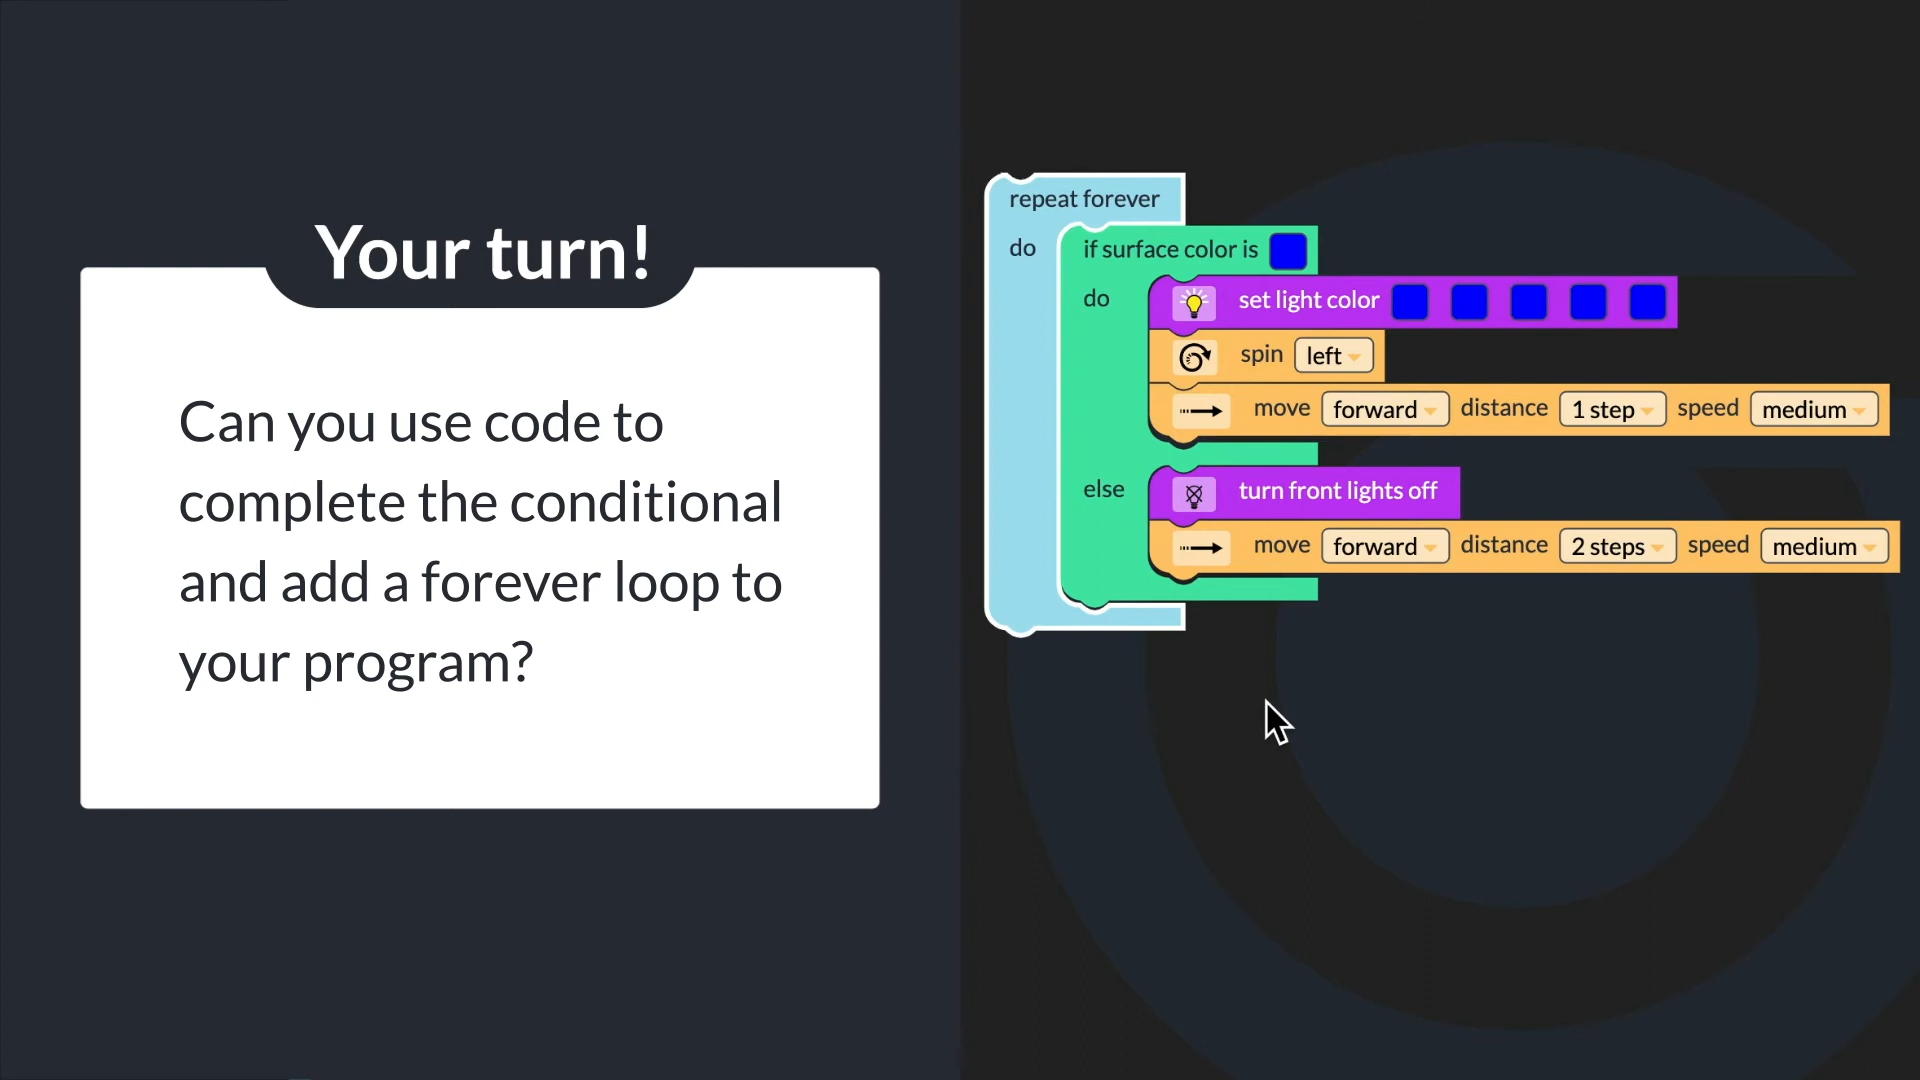 Your turn!
Can you use code to
complete the conditional
and add a forever loop to
your program?
repeat forever
do
if surface color is
do
set light color
spin left
move forward distance 1 step speed medium
else
turn front lights off
move forward distance 2 steps speed medium